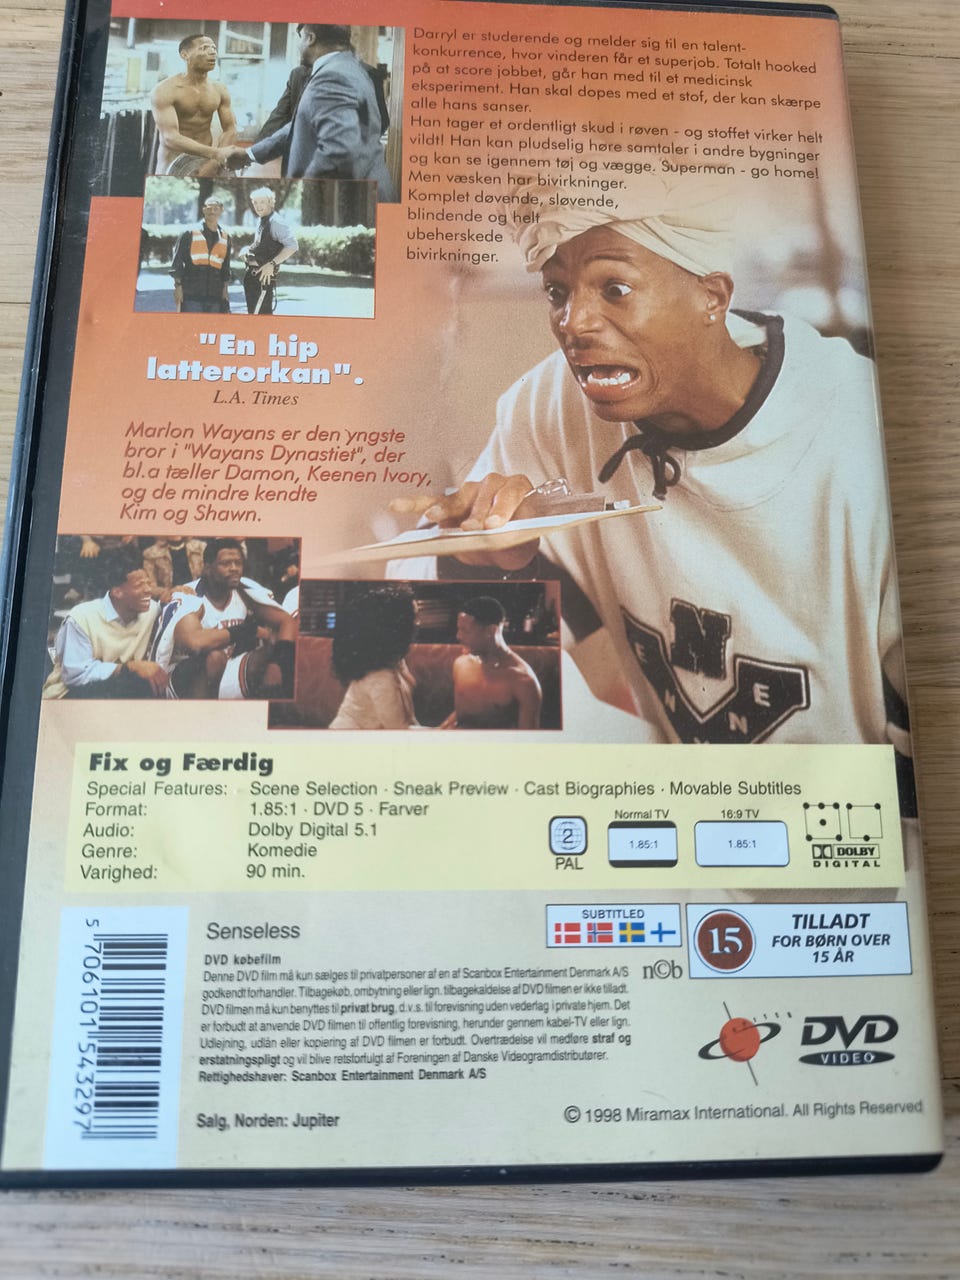 Darryl er studerende og melder sig til en talent-
konkurrence, hvor vinderen får et superjob. Totalt hooked
på at score jobbet, går han med til et medicinsk
eksperiment. Han skal dopes med et stof, der kan skærpe
alle hans sanser.
Han tager et ordentligt skud i røven - og stoffet virker helt
vildt! Han kan pludselig høre samtaler i andre bygninger
og kan se igennem tøj og vægge. Superman - go home!
Men væsken har bivirkninger.
Komplet døvende, sløvende,
blindende og helt
ubeherskede
bivirkninger.
"En hip
latterorkan".
L.A. Times
Marlon Wayans er den yngste
bror i "Wayans Dynastiet", der
bl.a tæller Damon, Keenen Ivory,
og de mindre kendte
Kim og Shawn.
Fix og Færdig
Special Features: Scene Selection · Sneak Preview · Cast Biographies · Movable Subtitles
Format: 1.85:1 · DVD 5 · Farver
Audio: Dolby Digital 5.1
Genre: Komedie
Varighed: 90 min.
2
PAL
Normal TV
1.85:1
16:9 TV
1.85:1
DOLBY
DIGITAL
5 706101 543297
Senseless
DVD købefilm
Denne DVD film må kun sælges til privatpersoner af en af Scanbox Entertainment Denmark A/S
godkendt forhandler. Tilbagekøb, ombytning eller lign. tilbagekaldelse af DVD filmen er ikke tilladt.
DVD filmen må kun benyttes til privat brug, d.v.s. til forevisning uden vederlag i private hjem. Det
er forbudt at anvende DVD filmen til offentlig forevisning, herunder gennem kabel-TV eller lign.
Udlejning, udlån eller kopiering af DVD filmen er forbudt. Overtrædelse vil medføre straf og
erstatningspligt og vil blive retsforfulgt af Foreningen af Danske Videogramdistributører.
Rettighedshaver: Scanbox Entertainment Denmark A/S
Salg, Norden: Jupiter
SUBTITLED
n©b
15
TILLADT
FOR BØRN OVER
15 ÅR
DVD
VIDEO
© 1998 Miramax International. All Rights Reserved